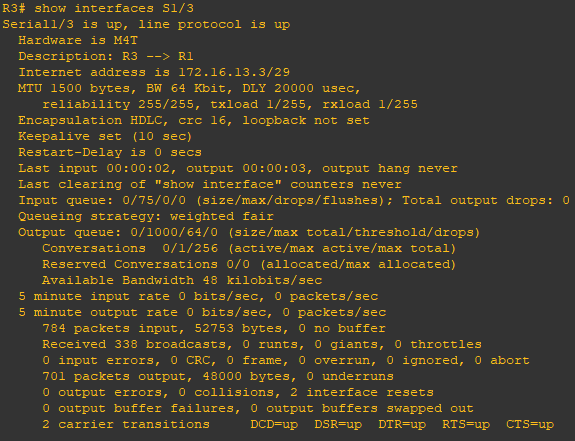 R3# show interfaces S1/3
Serial1/3 is up, line protocol is up
Hardware is M4T
Description: R3 --> R1
Internet address is 172.16.13.3/29
MTU 1500 bytes, BW 64 Kbit, DLY 20000 usec,
reliability 255/255, txload 1/255, rxload 1/255
Encapsulation HDLC, crc 16, loopback not set
Keepalive set (10 sec)
Restart-Delay is 0 secs
Last input 00:00:02, output 00:00:03, output hang never
Last clearing of "show interface" counters never
Input queue: 0/75/0/0 (size/max/drops/flushes); Total output drops: 0
Queueing strategy: weighted fair
Output queue: 0/1000/64/0 (size/max total/threshold/drops)
Conversations 0/1/256 (active/max active/max total)
Reserved Conversations 0/0 (allocated/max allocated)
Available Bandwidth 48 kilobits/sec
5 minute input rate 0 bits/sec, 0 packets/sec
5 minute output rate 0 bits/sec, 0 packets/sec
784 packets input, 52753 bytes, 0 no buffer
Received 338 broadcasts, 0 runts, 0 giants, 0 throttles
0 input errors, 0 CRC, 0 frame, 0 overrun, 0 ignored, 0 abort
701 packets output, 48000 bytes, 0 underruns
0 output errors, 0 collisions, 2 interface resets
0 output buffer failures, 0 output buffers swapped out
2 carrier transitions DCD=up DSR=up DTR=up RTS=up CTS=up